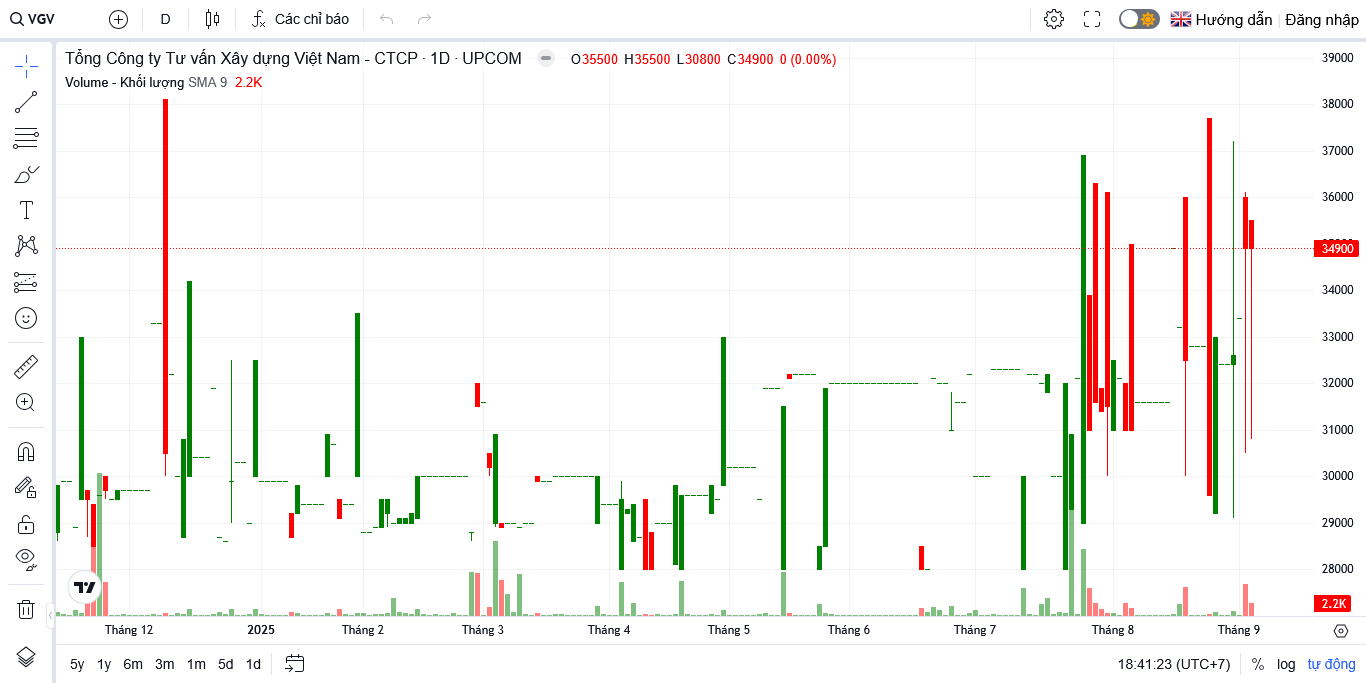 VGV D Các chỉ báo Hướng dẫn Đăng nhập
Tổng Công ty Tư vấn Xây dựng Việt Nam - CTCP · 1D · UPCOM O35500 H35500 L30800 C34900 0 (0.00%)
Volume - Khối lượng SMA 9 2.2K
39000
38000
37000
36000
34900
34000
33000
32000
31000
30000
29000
28000
2.2K
Tháng 12 2025 Tháng 2 Tháng 3 Tháng 4 Tháng 5 Tháng 6 Tháng 7 Tháng 8 Tháng 9
5y 1y 6m 3m 1m 5d 1d 18:41:23 (UTC+7) % log tự động